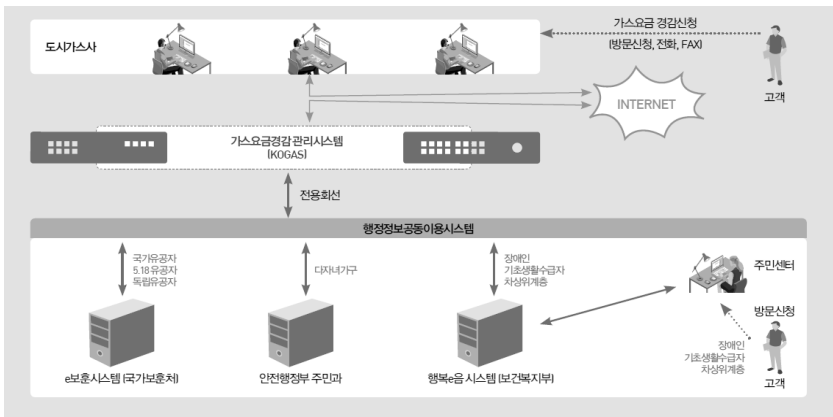 가스요금 경감신청
도시가스사
(방문신청, 전화, FAX)
고객
INTERNET
가스요금경감 관리시스템
(KOGAS)
전용회선
행정정보공동이용시스템
국가유공자
5.18 유공자
독립유공자
다자녀가구
장애인
기초생활수급자
차상위계층
주민센터
방문신청
장애인
기초생활수급자
차상위계층
고객
e보훈시스템 (국가보훈처)
안전행정부 주민과
행복e음 시스템 (보건복지부)